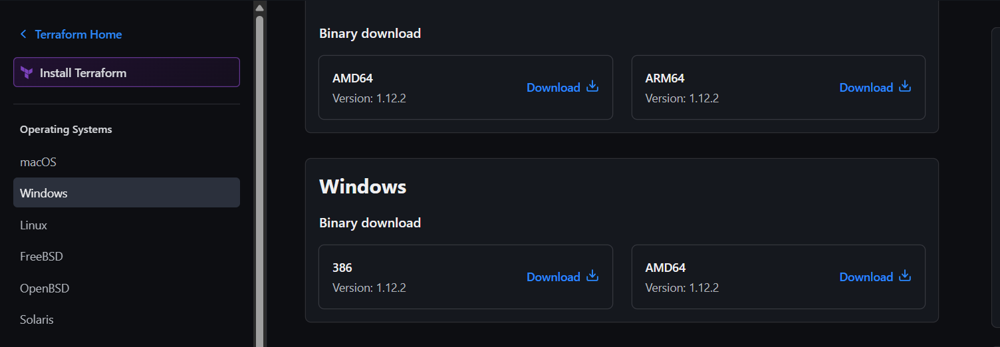 Terraform Home
Install Terraform
Operating Systems
macOS
Windows
Linux
FreeBSD
OpenBSD
Solaris
Binary download
AMD64
Version: 1.12.2
Download
ARM64
Version: 1.12.2
Download
Windows
Binary download
386
Version: 1.12.2
Download
AMD64
Version: 1.12.2
Download